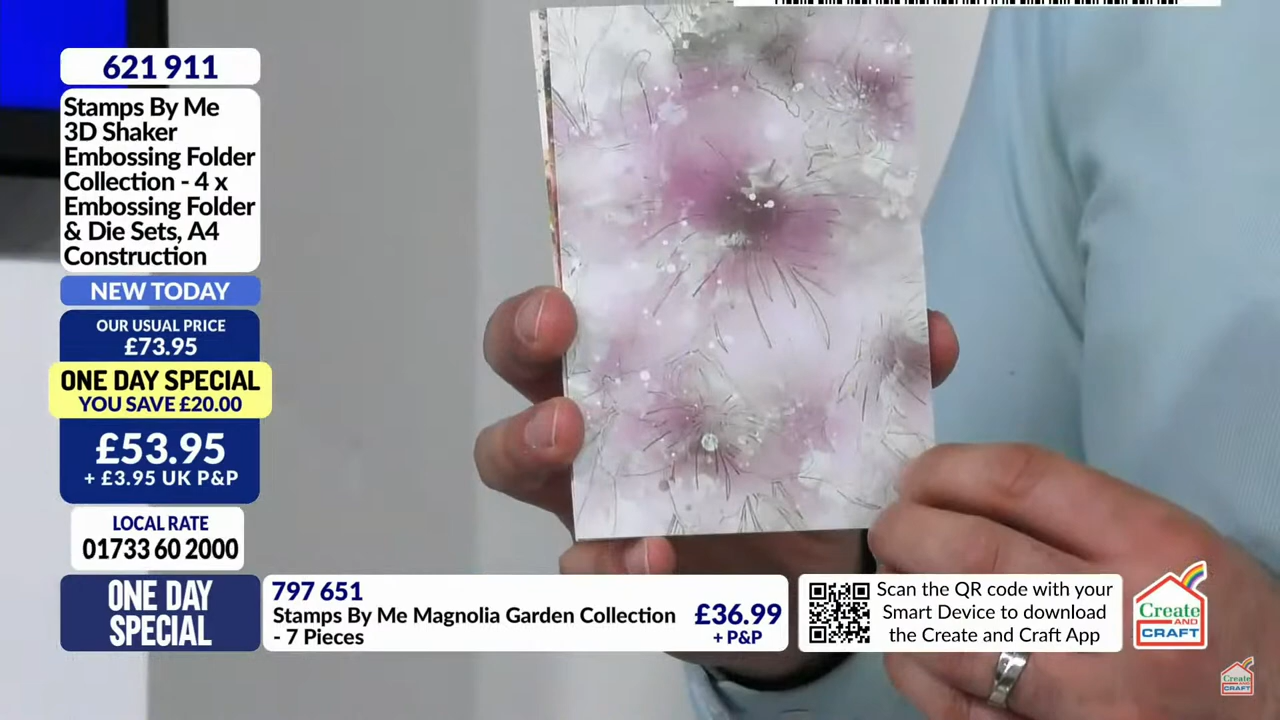 621 911
Stamps By Me
3D Shaker
Embossing Folder
Collection - 4 x
Embossing Folder
& Die Sets, A4
Construction
NEW TODAY
OUR USUAL PRICE
£73.95
ONE DAY SPECIAL
YOU SAVE £20.00
£53.95
+ £3.95 UK P&P
LOCAL RATE
01733 60 2000
ONE DAY
SPECIAL
797 651
Stamps By Me Magnolia Garden Collection
- 7 Pieces
£36.99
+ P&P
Scan the QR code with your
Smart Device to download
the Create and Craft App
Create
AND
CRAFT
Create
AND
CRAFT